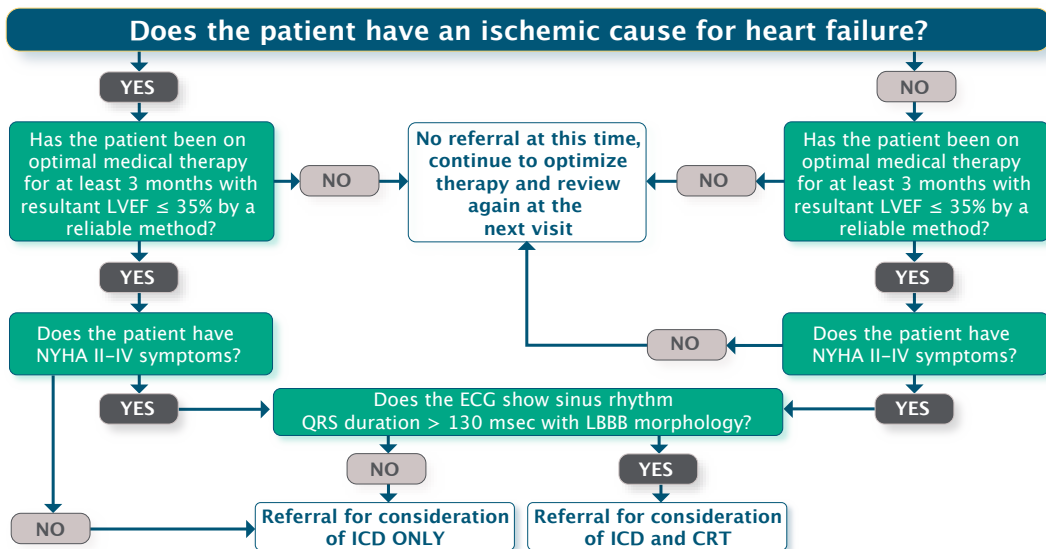 Does the patient have an ischemic cause for heart failure?
YES
NO
Has the patient been on
optimal medical therapy
for at least 3 months with
resultant LVEF ≤ 35% by a
reliable method?
NO
No referral at this time,
continue to optimize
therapy and review
again at the
next visit
NO
Has the patient been on
optimal medical therapy
for at least 3 months with
resultant LVEF ≤ 35% by a
reliable method?
YES
YES
Does the patient have
NYHA II–IV symptoms?
NO
Does the patient have
NYHA II–IV symptoms?
YES
Does the ECG show sinus rhythm
QRS duration > 130 msec with LBBB morphology?
YES
NO
YES
NO
Referral for consideration
of ICD ONLY
Referral for consideration
of ICD and CRT